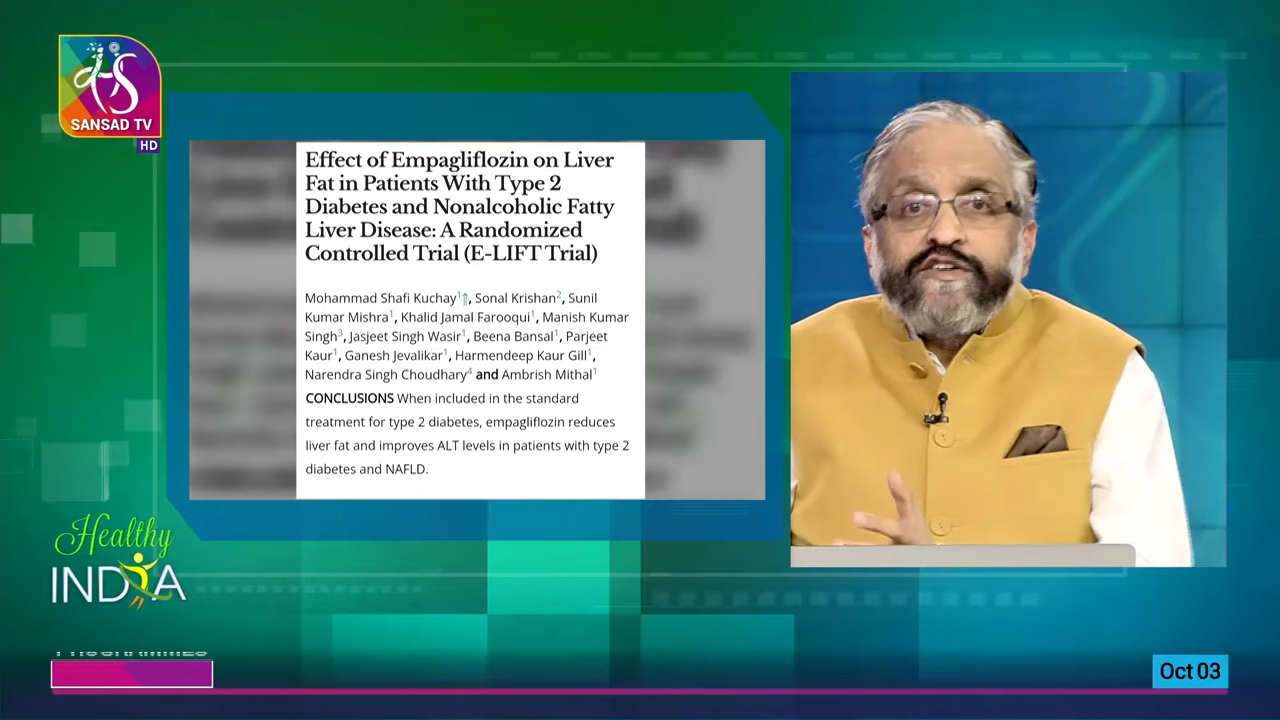 SANSAD TV
HD
Effect of Empagliflozin on Liver
Fat in Patients With Type 2
Diabetes and Nonalcoholic Fatty
Liver Disease: A Randomized
Controlled Trial (E-LIFT Trial)
Mohammad Shafi Kuchay¹⇑, Sonal Krishan², Sunil
Kumar Mishra¹, Khalid Jamal Farooqui¹, Manish Kumar
Singh³, Jasjeet Singh Wasir¹, Beena Bansal¹, Parjeet
Kaur¹, Ganesh Jevalikar¹, Harmendeep Kaur Gill¹,
Narendra Singh Choudhary⁴ and Ambrish Mithal¹
CONCLUSIONS When included in the standard
treatment for type 2 diabetes, empagliflozin reduces
liver fat and improves ALT levels in patients with type 2
diabetes and NAFLD.
Healthy
INDIA
Oct 03